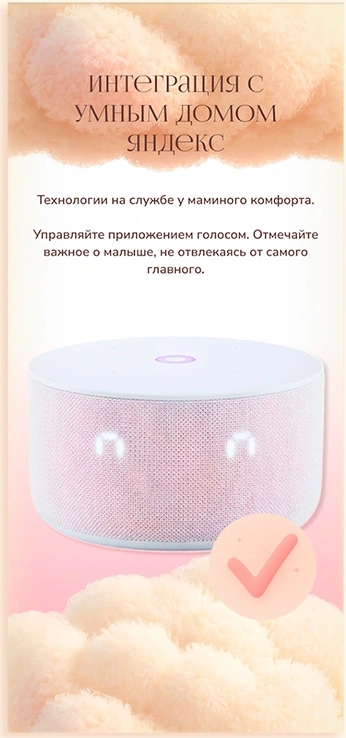 ИНТЕГРАЦИЯ С
УМНЫМ ДОМОМ
ЯНДЕКС
Технологии на службе у маминого комфорта.
Управляйте приложением голосом. Отмечайте
важное о малыше, не отвлекаясь от самого
главного.